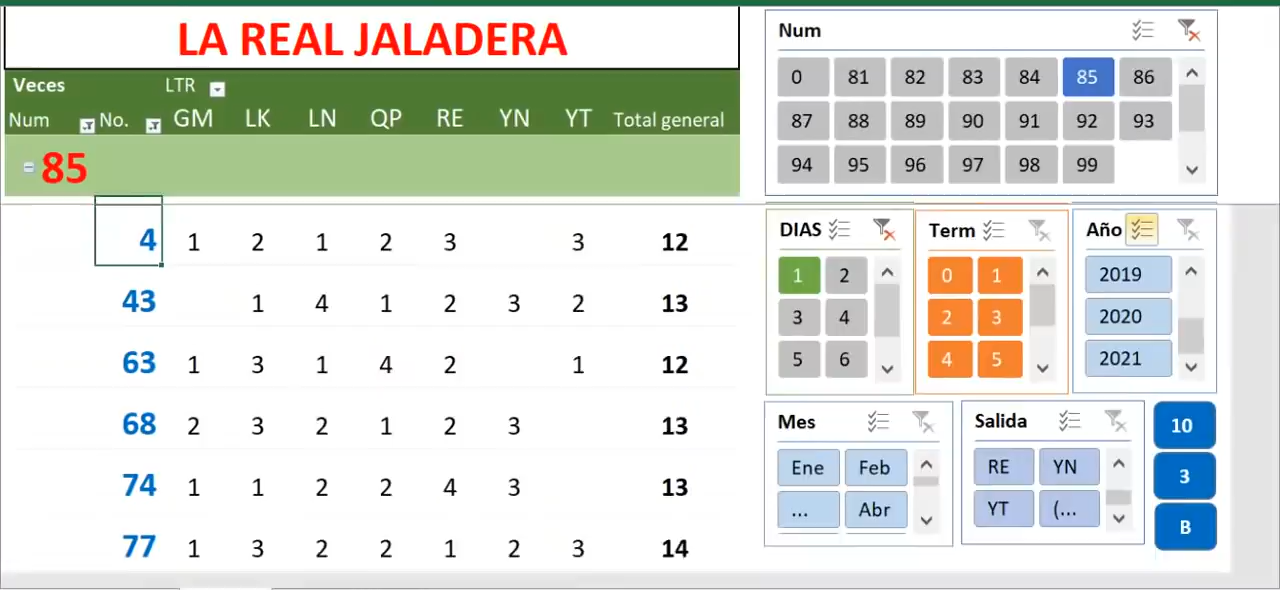 LA REAL JALADERA
Veces LTR
Num No. GM LK LN QP RE YN YT Total general
85
4 1 2 1 2 3 3 12
43 1 4 1 2 3 2 13
63 1 3 1 4 2 1 12
68 2 3 2 1 2 3 13
74 1 1 2 2 4 3 13
77 1 3 2 2 1 2 3 14
Num
0 81 82 83 84 85 86
87 88 89 90 91 92 93
94 95 96 97 98 99
DIAS
1 2
3 4
5 6
Term
0 1
2 3
4 5
Año
2019
2020
2021
Mes
Ene Feb
... Abr
Salida
RE YN
YT (...
10
3
B